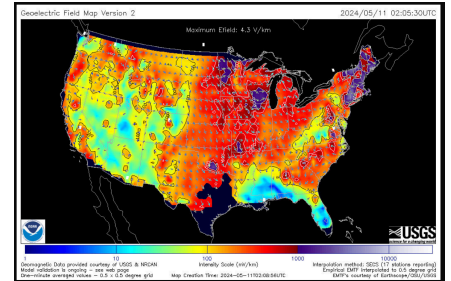 Geoelectric Field Map Version 2
2024/05/11 02:05:30UTC
Maximum Efield: 4.3 V/km
NOAA
USGS
science for a changing world
1 10 100 1000 10000
Geomagnetic Data provided courtesy of USGS & NRCAN
Intensity Scale (mV/km)
Interpolation method: SECS (17 stations reporting)
Model validation is ongoing - see web page
Empirical EMTF interpolated to 0.5 degree grid
One-minute averaged values - 0.5 x 0.5 degree grid
Map Creation Time: 2024-05-11T02:08:56UTC
EMTF's courtesy of Earthscope/OSU/USGS